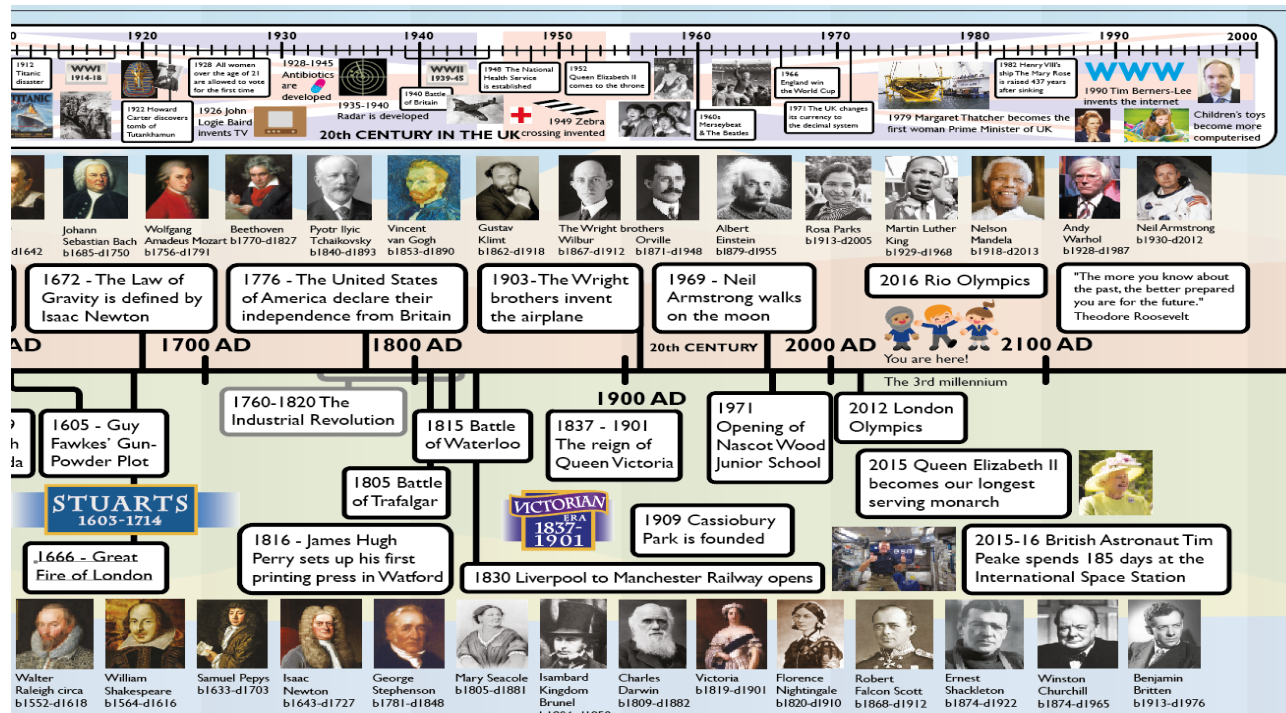 1920 1930 1940 1950 1960 1970 1980 1990 2000
1912
Titanic
disaster
TITANIC
WWI
1914-18
1922 Howard
Carter discovers
tomb of
Tutankhamun
1928 All women
over the age of 21
are allowed to vote
for the first time
1926 John
Logie Baird
invents TV
1928-1945
Antibiotics
are
developed
1935-1940
Radar is developed
WWII
1939-45
1940 Battle
of Britain
20th CENTURY IN THE UK
1948 The National
Health Service
is established
1949 Zebra
crossing invented
1952
Queen Elizabeth II
comes to the throne
1960s
Merseybeat
& The Beatles
1966
England win
the World Cup
1971 The UK changes
its currency to
the decimal system
1979 Margaret Thatcher becomes the
first woman Prime Minister of UK
1982 Henry VIII's
ship The Mary Rose
is raised 437 years
after sinking
WWW
1990 Tim Berners-Lee
invents the internet
Children's toys
become more
computerised
d1642
Johann
Sebastian Bach
b1685-d1750
Wolfgang
Amadeus Mozart
b1756-d1791
Beethoven
b1770-d1827
Pyotr Ilyic
Tchaikovsky
b1840-d1893
Vincent
van Gogh
b1853-d1890
Gustav
Klimt
b1862-d1918
The Wright brothers
Wilbur
b1867-d1912
Orville
b1871-d1948
Albert
Einstein
b1879-d1955
Rosa Parks
b1913-d2005
Martin Luther
King
b1929-d1968
Nelson
Mandela
b1918-d2013
Andy
Warhol
b1928-d1987
Neil Armstrong
b1930-d2012
1672 - The Law of
Gravity is defined by
Isaac Newton
1776 - The United States
of America declare their
independence from Britain
1903-The Wright
brothers invent
the airplane
1969 - Neil
Armstrong walks
on the moon
2016 Rio Olympics
"The more you know about
the past, the better prepared
you are for the future."
Theodore Roosevelt
AD
1700 AD
1800 AD
20th CENTURY
2000 AD
You are here!
2100 AD
The 3rd millennium
1900 AD
1605 - Guy
Fawkes' Gun-
Powder Plot
1760-1820 The
Industrial Revolution
1815 Battle
of Waterloo
1837 - 1901
The reign of
Queen Victoria
1971
Opening of
Nascot Wood
Junior School
2012 London
Olympics
2015 Queen Elizabeth II
becomes our longest
serving monarch
1805 Battle
of Trafalgar
STUARTS
1603-1714
VICTORIAN
ERA
1837-
1901
1909 Cassiobury
Park is founded
1666 - Great
Fire of London
1816 - James Hugh
Perry sets up his first
printing press in Watford
1830 Liverpool to Manchester Railway opens
2015-16 British Astronaut Tim
Peake spends 185 days at the
International Space Station
Walter
Raleigh circa
b1552-d1618
William
Shakespeare
b1564-d1616
Samuel Pepys
b1633-d1703
Isaac
Newton
b1643-d1727
George
Stephenson
b1781-d1848
Mary Seacole
b1805-d1881
Isambard
Kingdom
Brunel
Charles
Darwin
b1809-d1882
Victoria
b1819-d1901
Florence
Nightingale
b1820-d1910
Robert
Falcon Scott
b1868-d1912
Ernest
Shackleton
b1874-d1922
Winston
Churchill
b1874-d1965
Benjamin
Britten
b1913-d1976